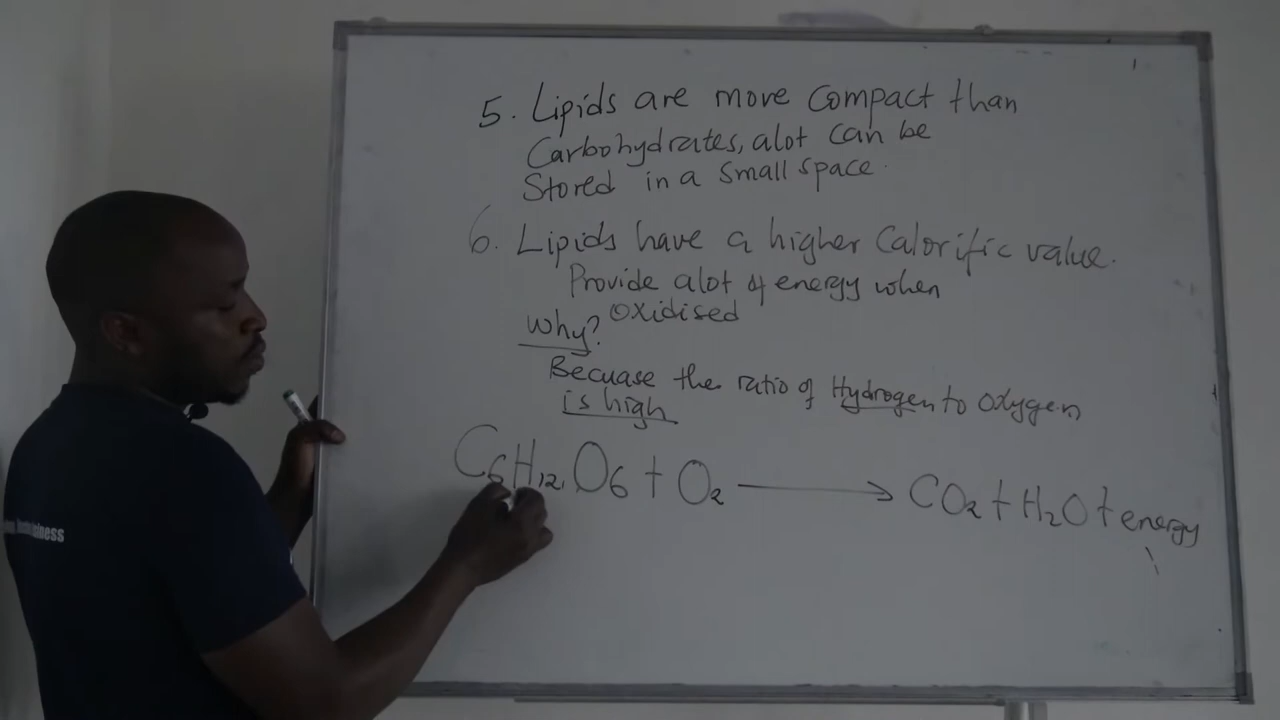 5. Lipids are more compact than
Carbohydrates, alot can be
Stored in a small space.
6. Lipids have a higher Calorific value.
Provide alot of energy when
oxidised
Why?
Becuase the ratio of Hydrogen to Oxygen
is high
C₆H₁₂O₆ + O₂ → CO₂ + H₂O + energy